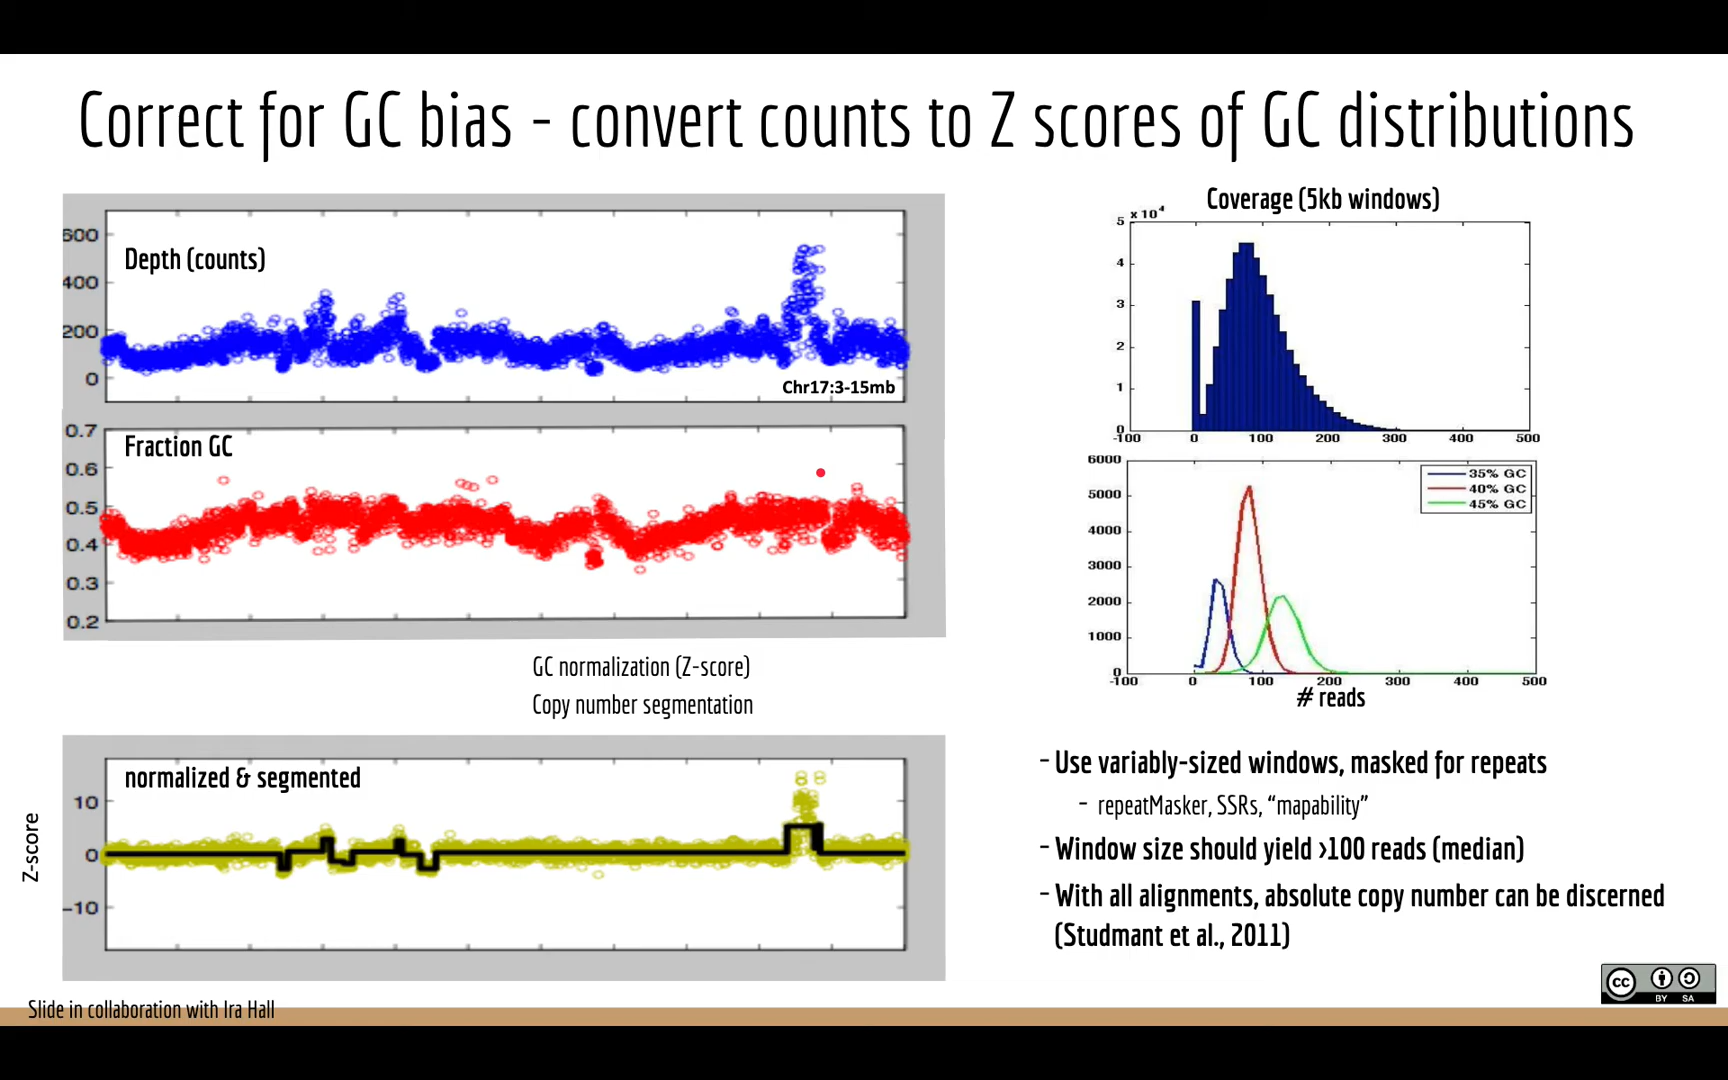 Correct for GC bias - convert counts to Z scores of GC distributions
600
400
200
0
Depth (counts)
Chr17:3-15mb
0.7
0.6
0.5
0.4
0.3
0.2
Fraction GC
GC normalization (Z-score)
Copy number segmentation
Z-score
10
0
-10
normalized & segmented
Coverage (5kb windows)
5 x 10^4
4
3
2
1
0
-100 0 100 200 300 400 500
6000
5000
4000
3000
2000
1000
0
35% GC
40% GC
45% GC
-100 0 100 200 300 400 500
# reads
- Use variably-sized windows, masked for repeats
- repeatMasker, SSRs, “mapability”
- Window size should yield >100 reads (median)
- With all alignments, absolute copy number can be discerned
(Studmant et al., 2011)
Slide in collaboration with Ira Hall
cc BY SA